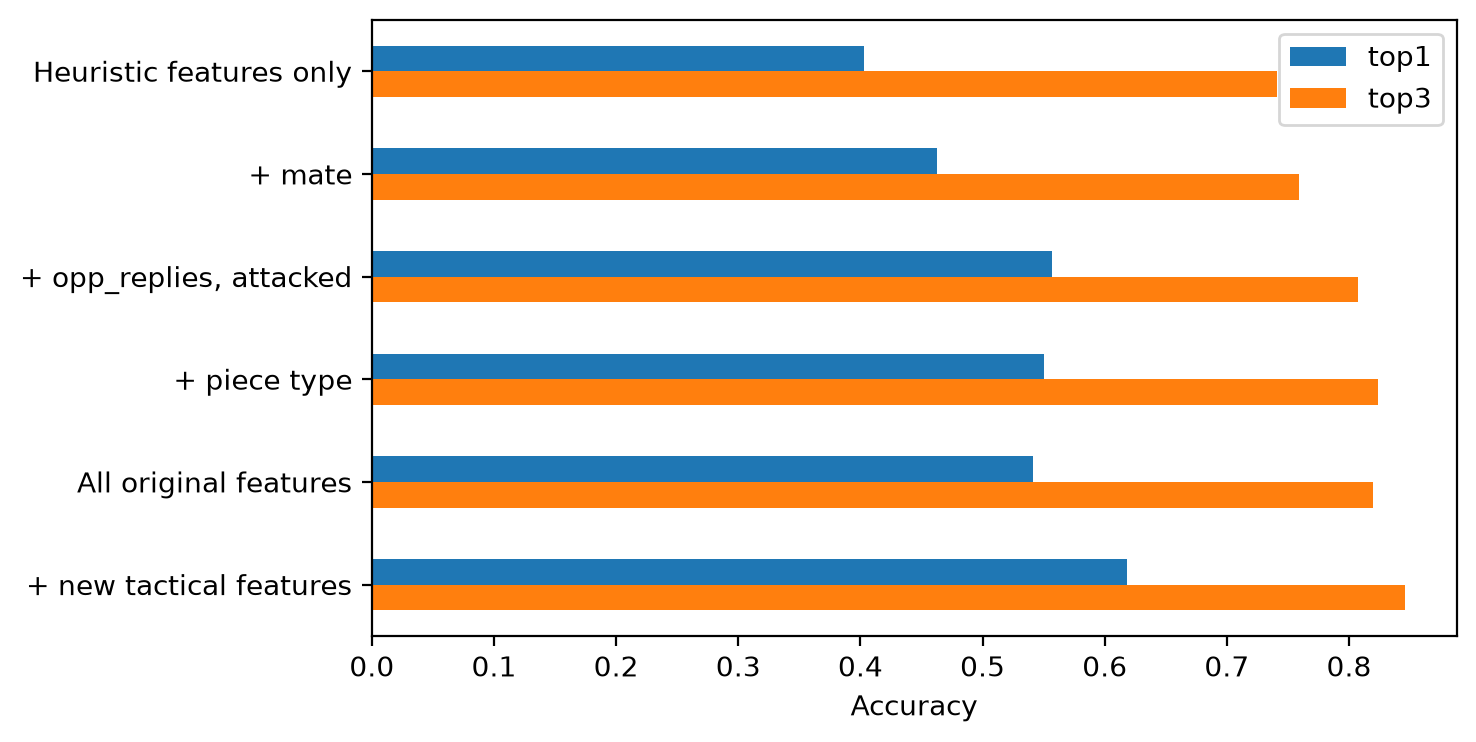 Heuristic features only
+ mate
+ opp_replies, attacked
+ piece type
All original features
+ new tactical features
top1
top3
0.0 0.1 0.2 0.3 0.4 0.5 0.6 0.7 0.8
Accuracy